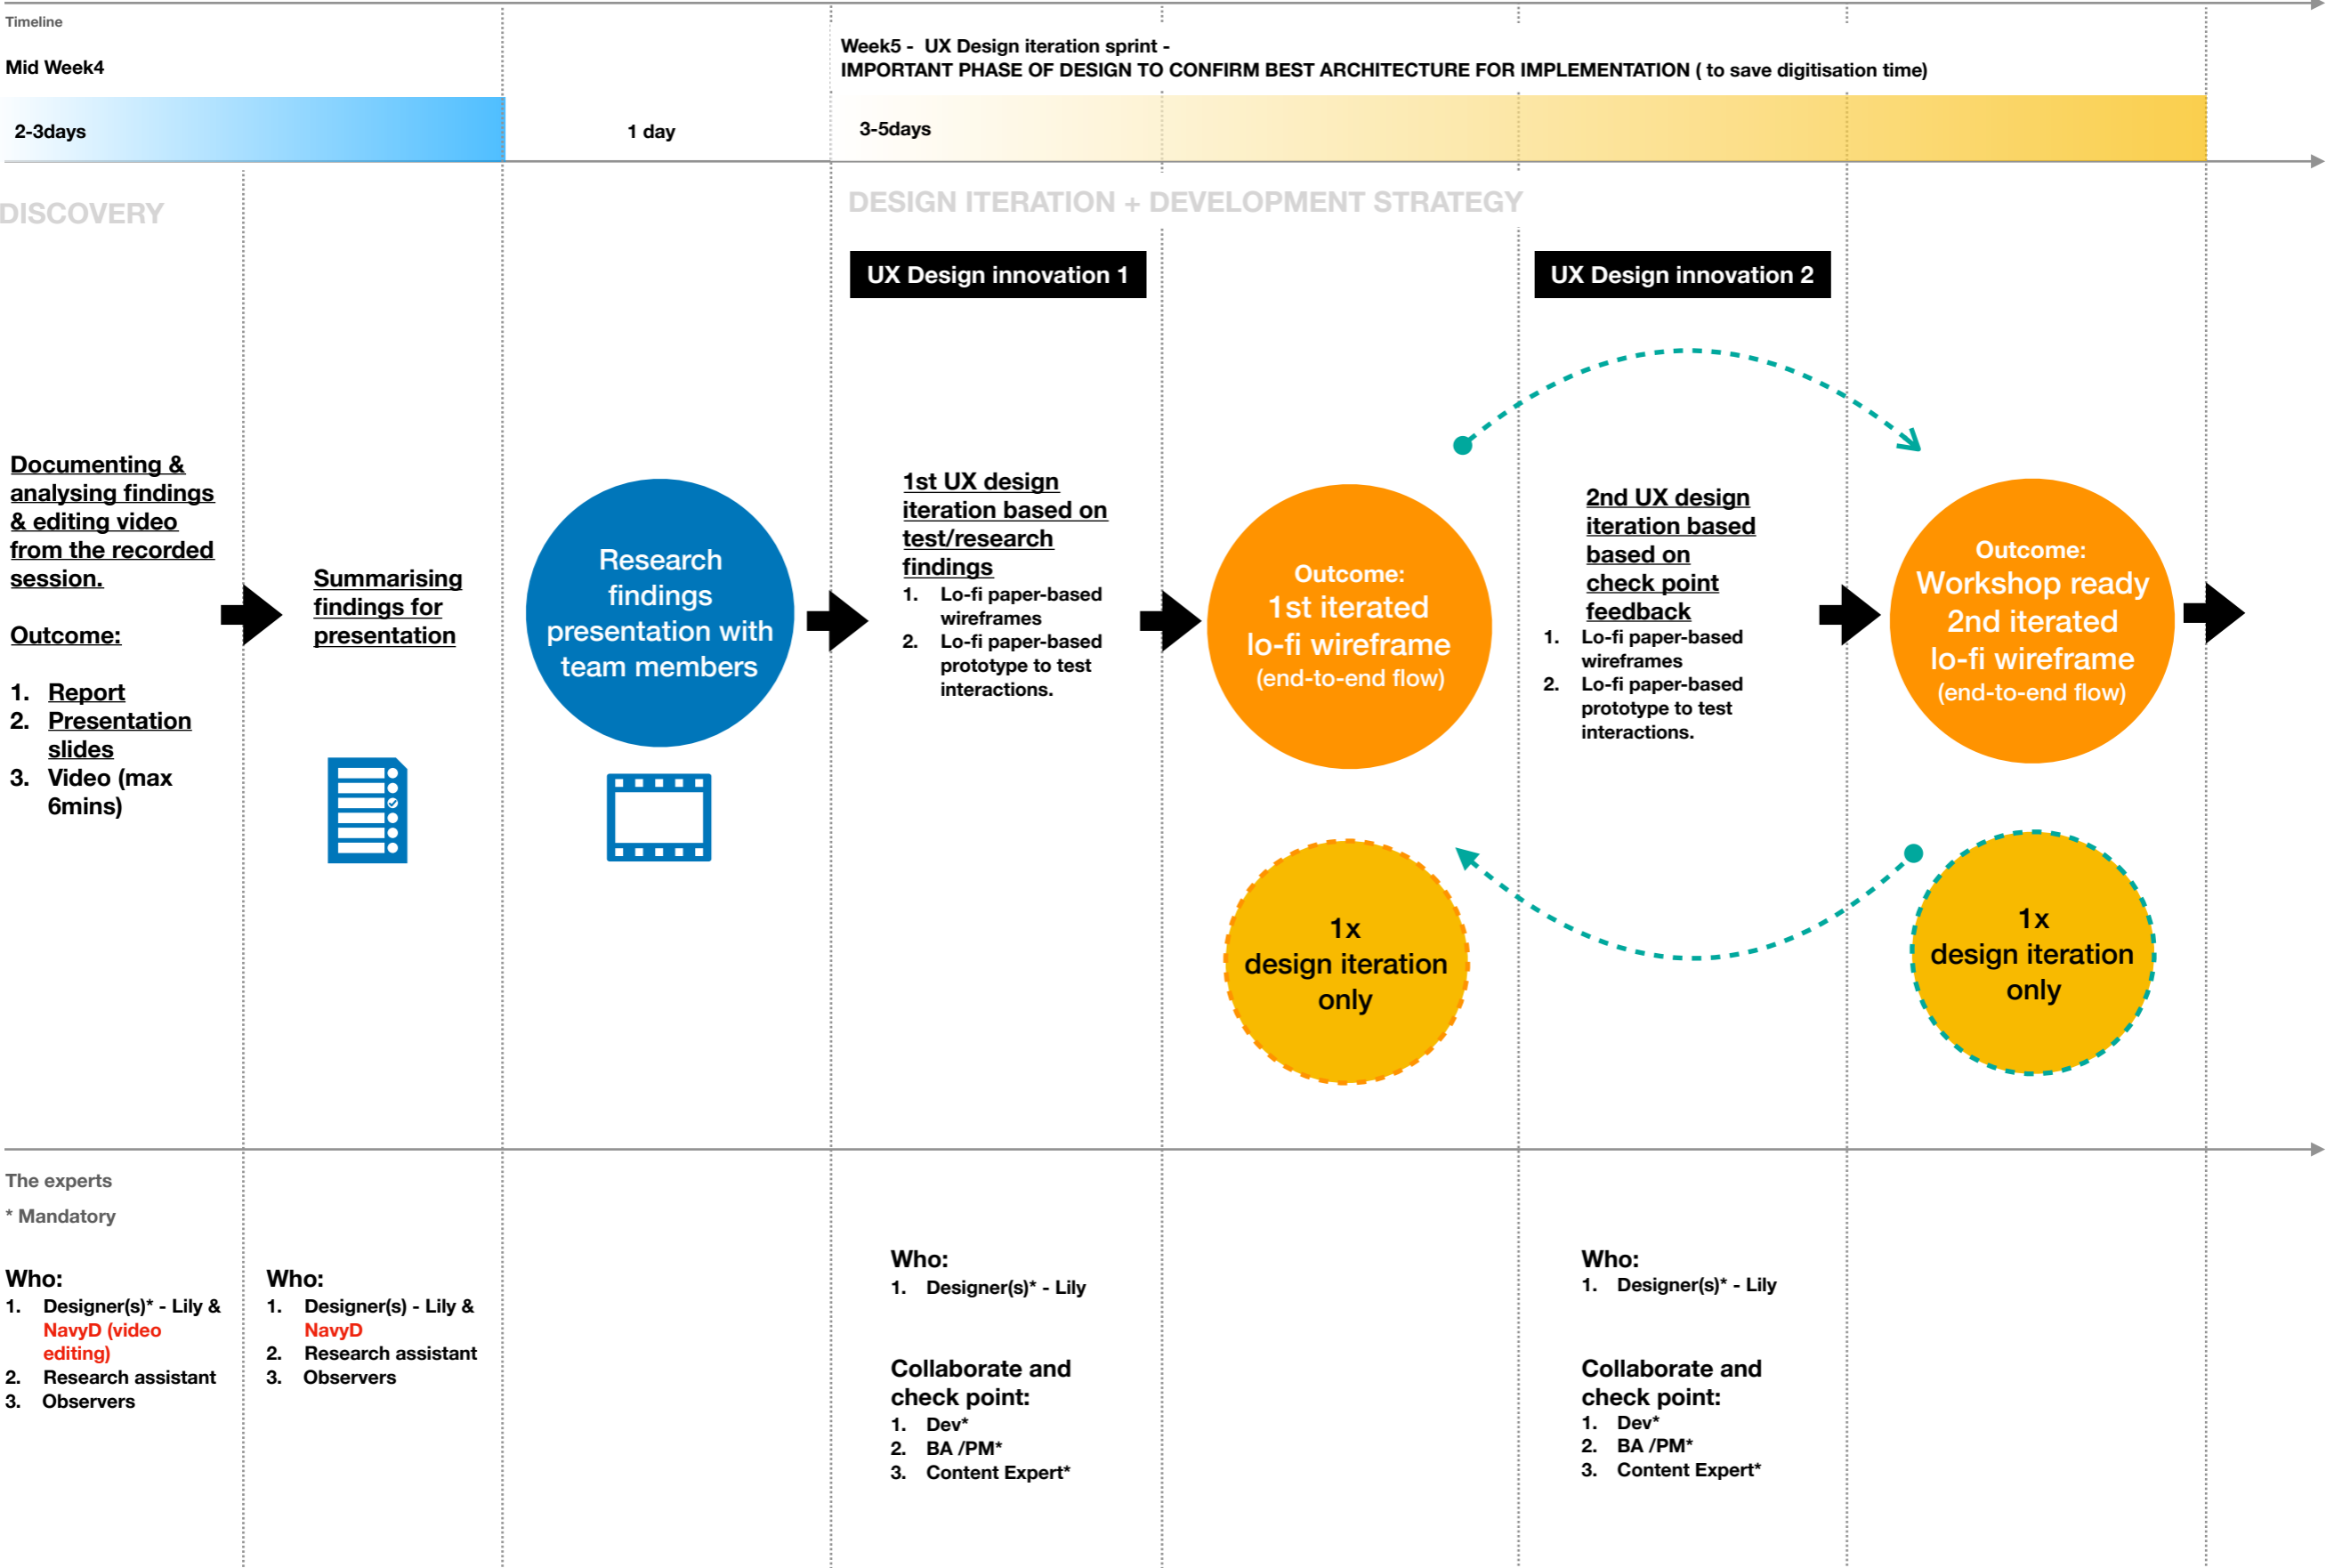 Timeline
Mid Week4
Week5 - UX Design iteration sprint -
IMPORTANT PHASE OF DESIGN TO CONFIRM BEST ARCHITECTURE FOR IMPLEMENTATION ( to save digitisation time)
2-3days
1 day
3-5days
DISCOVERY
DESIGN ITERATION + DEVELOPMENT STRATEGY
UX Design innovation 1
UX Design innovation 2
Documenting &
analysing findings
& editing video
from the recorded
session.
Outcome:
1. Report
2. Presentation
slides
3. Video (max
6mins)
Summarising
findings for
presentation
Research
findings
presentation with
team members
1st UX design
iteration based on
test/research
findings
1. Lo-fi paper-based
wireframes
2. Lo-fi paper-based
prototype to test
interactions.
Outcome:
1st iterated
lo-fi wireframe
(end-to-end flow)
2nd UX design
iteration based
based on
check point
feedback
1. Lo-fi paper-based
wireframes
2. Lo-fi paper-based
prototype to test
interactions.
Outcome:
Workshop ready
2nd iterated
lo-fi wireframe
(end-to-end flow)
1x
design iteration
only
1x
design iteration
only
The experts
* Mandatory
Who:
1. Designer(s)* - Lily &
NavyD (video
editing)
2. Research assistant
3. Observers
Who:
1. Designer(s) - Lily &
NavyD
2. Research assistant
3. Observers
Who:
1. Designer(s)* - Lily
Collaborate and
check point:
1. Dev*
2. BA /PM*
3. Content Expert*
Who:
1. Designer(s)* - Lily
Collaborate and
check point:
1. Dev*
2. BA /PM*
3. Content Expert*